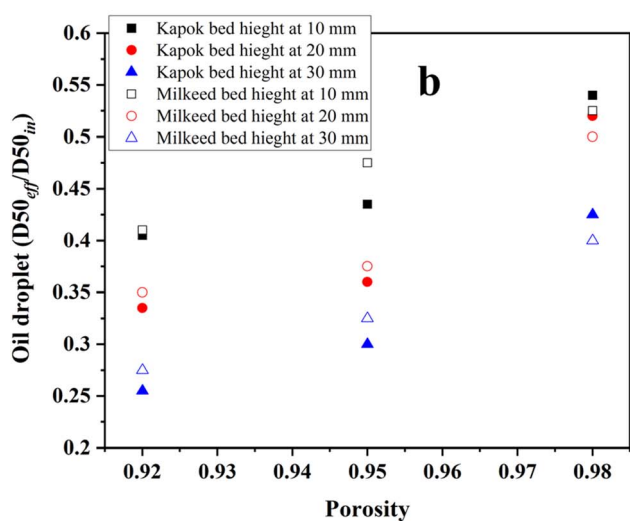 0.6
0.55
0.5
0.45
0.4
0.35
0.3
0.25
0.2
Oil droplet (D50eff/D50in)
Kapok bed hieght at 10 mm
Kapok bed hieght at 20 mm
Kapok bed hieght at 30 mm
Milkeed bed hieght at 10 mm
Milkeed bed hieght at 20 mm
Milkeed bed hieght at 30 mm
b
0.92 0.93 0.94 0.95 0.96 0.97 0.98
Porosity